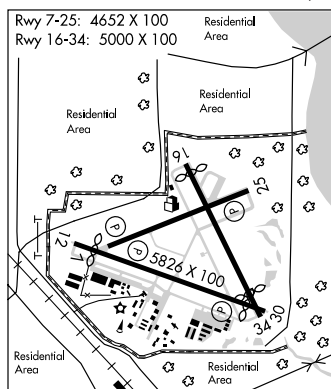 Rwy 7-25: 4652 X 100
Rwy 16-34: 5000 X 100
Residential
Area
Residential
Area
Residential
Area
16
25
P
P
12
5826 X 100
P
34
30
Residential
Area
Residential
Area